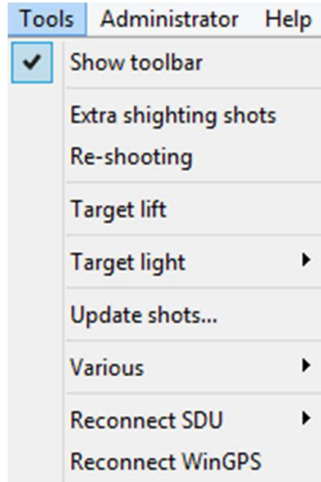 Tools Administrator Help
Show toolbar
Extra shighting shots
Re-shooting
Target lift
Target light
Update shots...
Various
Reconnect SDU
Reconnect WinGPS